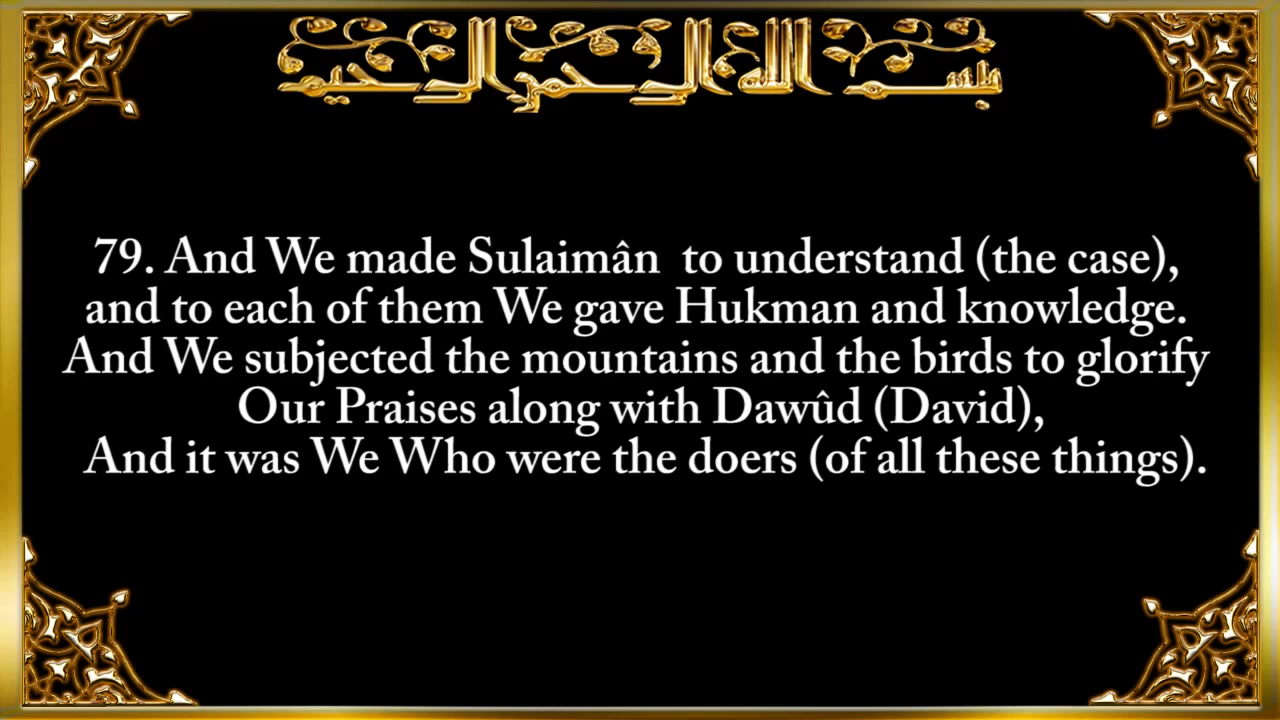 بسم الله الرحمن الرحيم
79. And We made Sulaimân  to understand (the case),
and to each of them We gave Hukman and knowledge.
And We subjected the mountains and the birds to glorify
Our Praises along with Dawûd (David),
And it was We Who were the doers (of all these things).